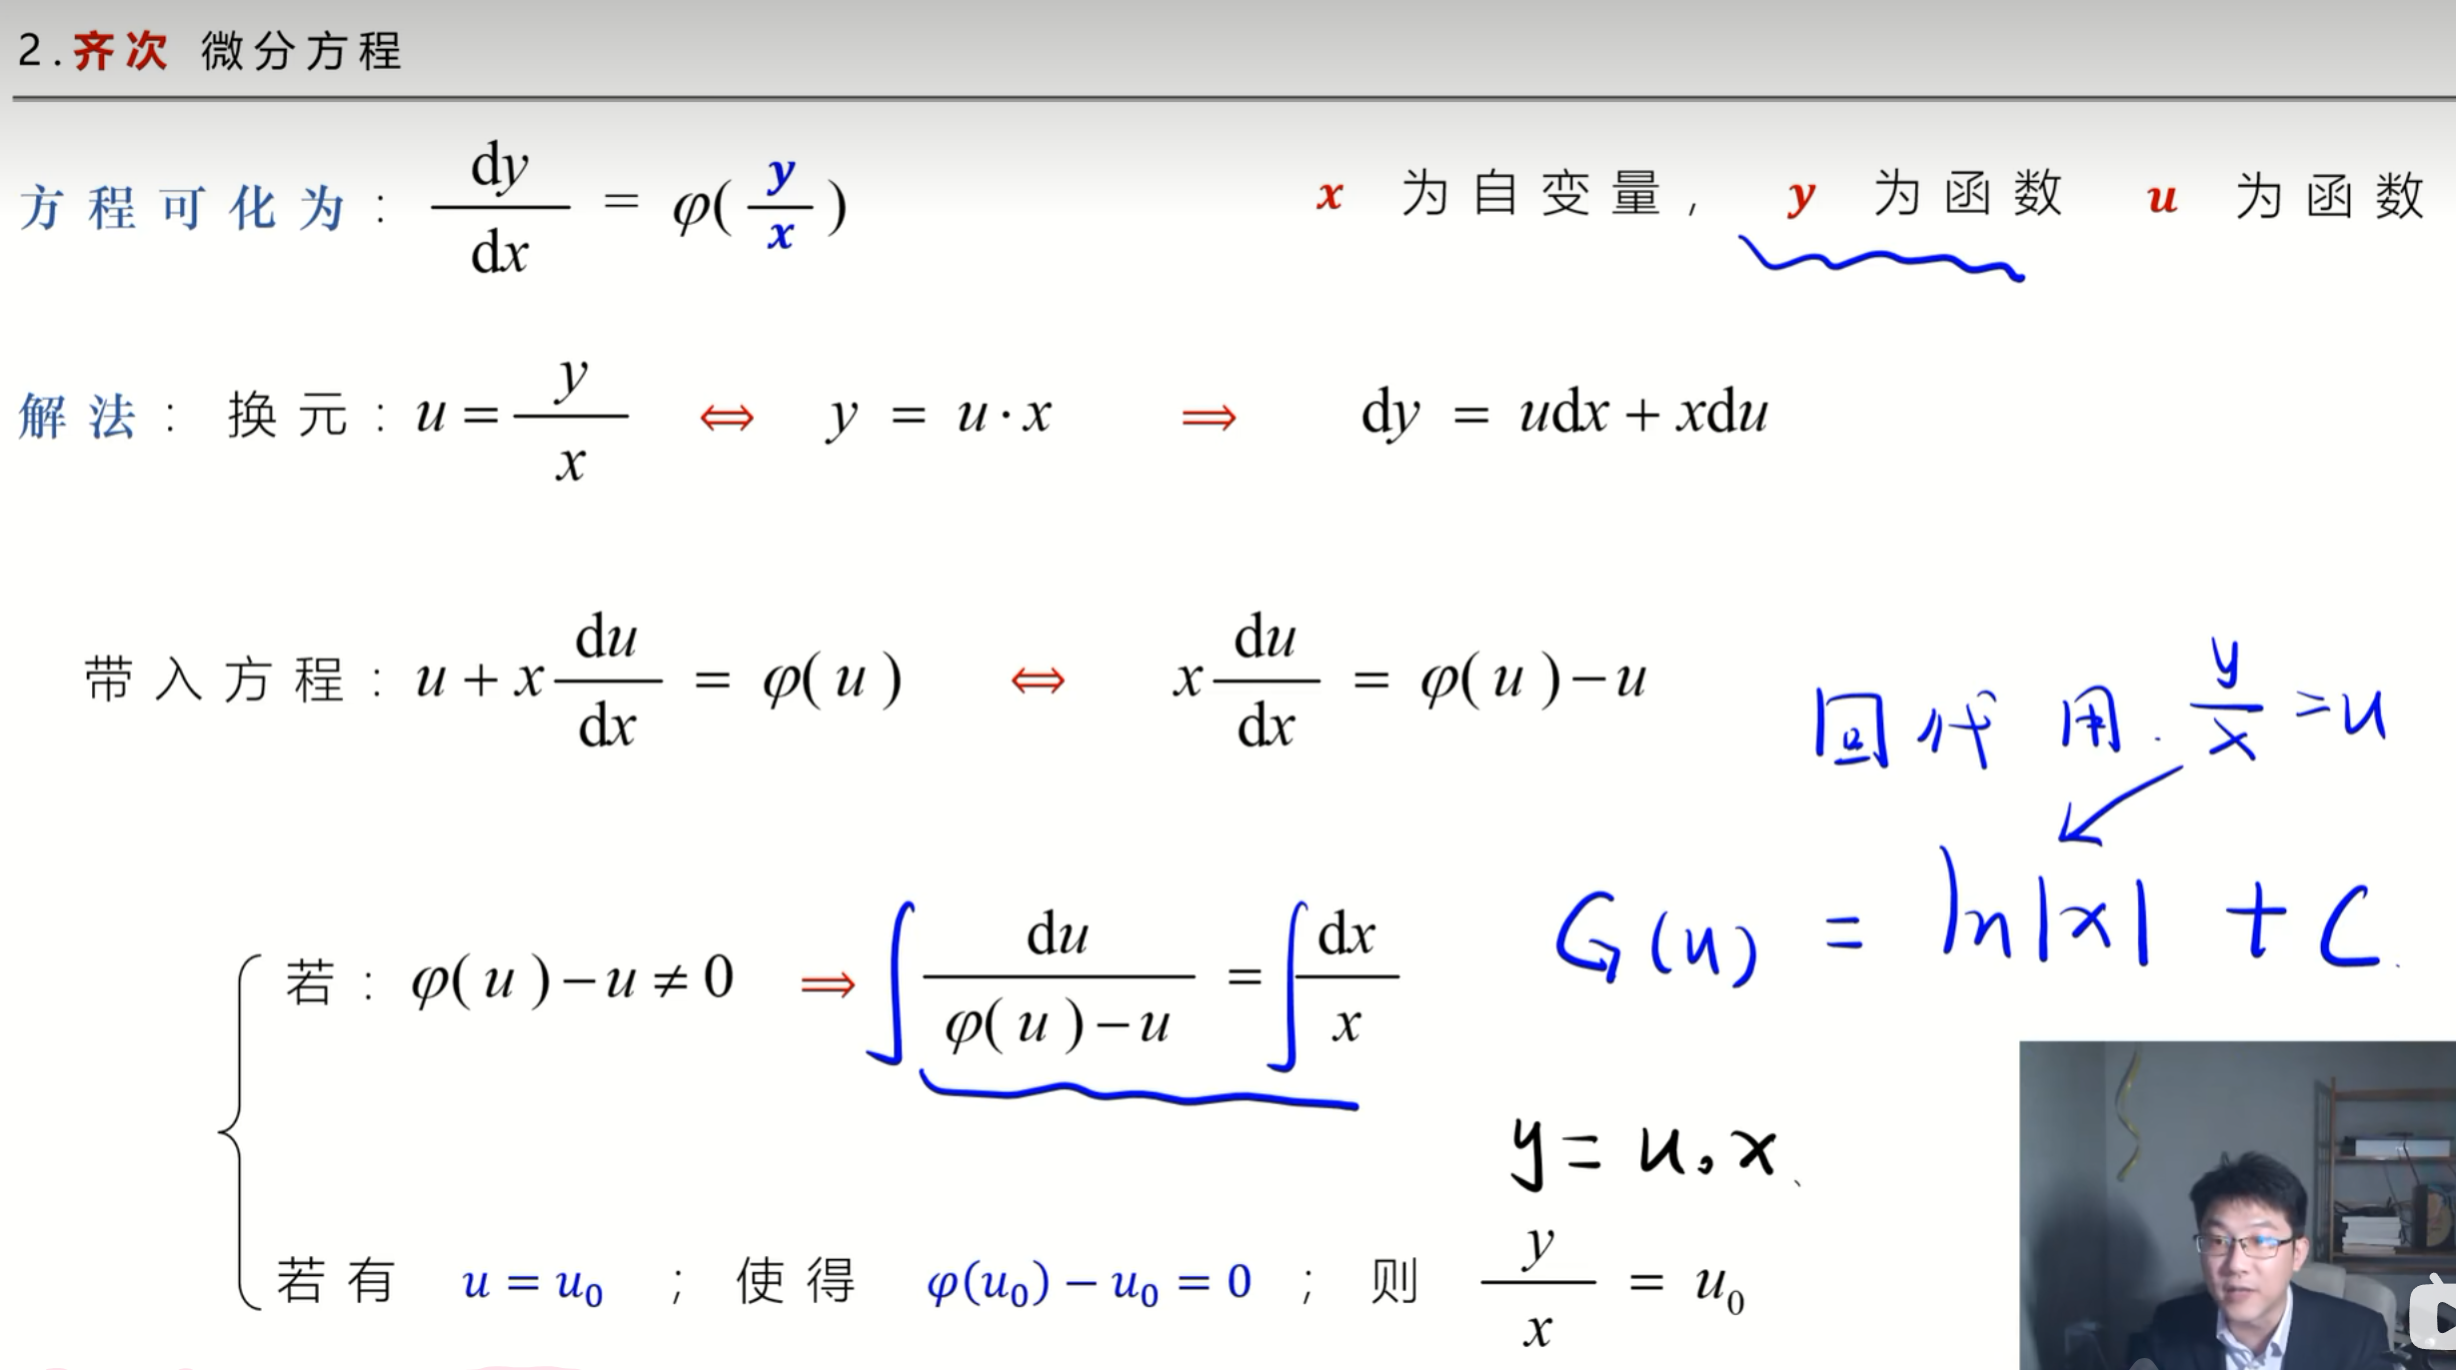 2.齐次 微分方程
方程可化为: dy/dx = φ(y/x) x 为自变量, y 为函数 u 为函数
解法: 换元: u = y/x ⇔ y = u·x ⇒ dy = udx + xdu
带入方程: u + x du/dx = φ(u) ⇔ x du/dx = φ(u) − u
回代 用. y/x = u
若: φ(u) − u ≠ 0 ⇒ ∫ du/(φ(u) − u) = ∫ dx/x G(u) = ln|x| + C.
y = u.x
若有 u = u₀ ; 使得 φ(u₀) − u₀ = 0 ; 则 y/x = u₀